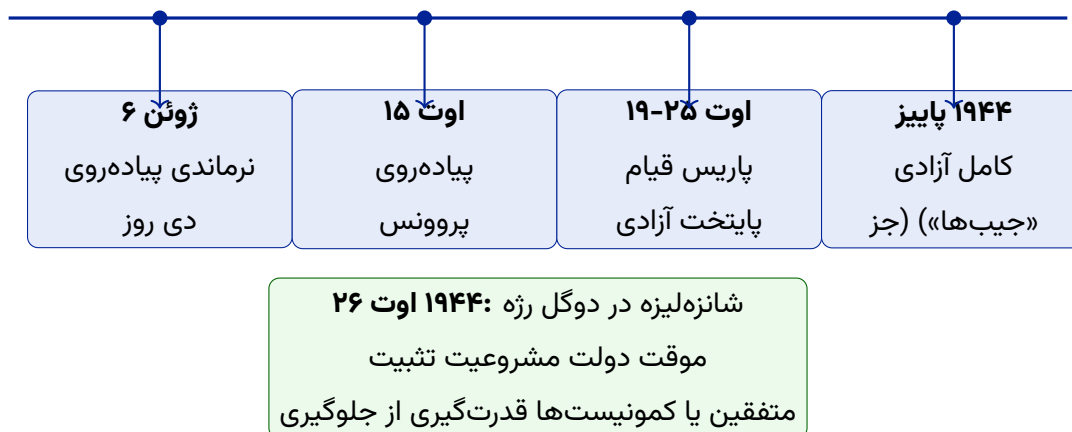 ژوئن ۶
نرماندی پیاده‌روی
دی روز
اوت ۱۵
پیاده‌روی
پروونس
اوت ۱۹-۲۵
پاریس قیام
پایتخت آزادی
۱۹۴۴ پاییز
کامل آزادی
«جیب‌ها») (جز
شانزه‌لیزه در دوگل رژه :۱۹۴۴ اوت ۲۶
موقت دولت مشروعیت تثبیت
متفقین یا کمونیست‌ها قدرت‌گیری از جلوگیری